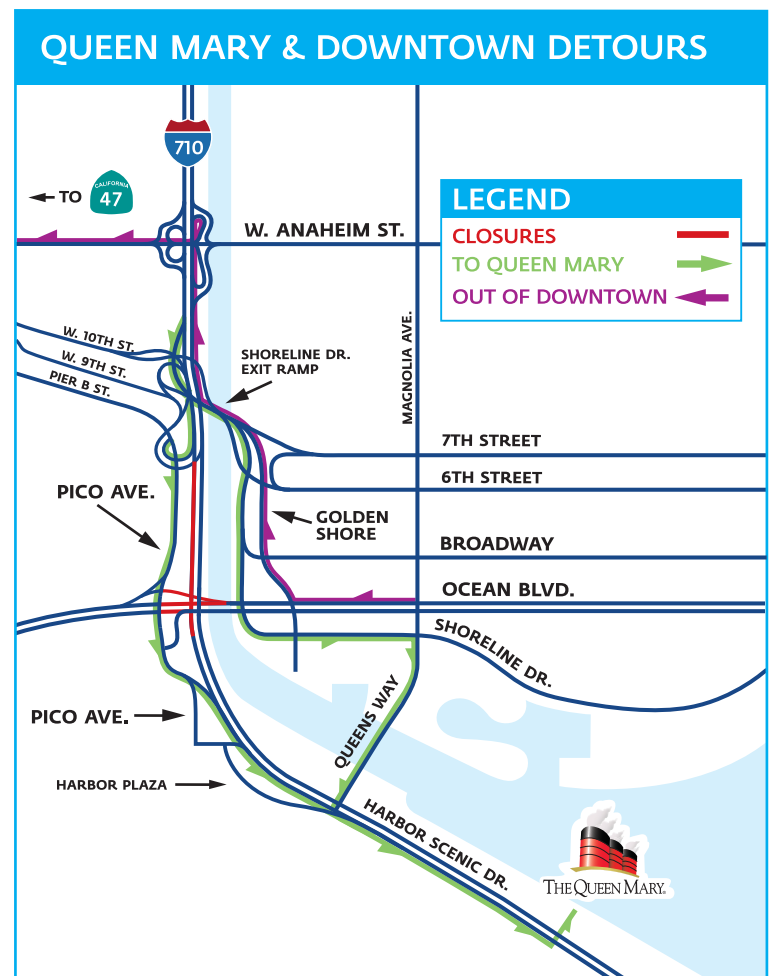 QUEEN MARY & DOWNTOWN DETOURS
710
TO
CALIFORNIA
47
W. ANAHEIM ST.
LEGEND
CLOSURES
TO QUEEN MARY
OUT OF DOWNTOWN
W. 10TH ST.
W. 9TH ST.
PIER B ST.
SHORELINE DR.
EXIT RAMP
MAGNOLIA AVE.
7TH STREET
6TH STREET
PICO AVE.
GOLDEN
SHORE
BROADWAY
OCEAN BLVD.
SHORELINE DR.
PICO AVE.
QUEENS WAY
HARBOR PLAZA
HARBOR SCENIC DR.
THE QUEEN MARY.